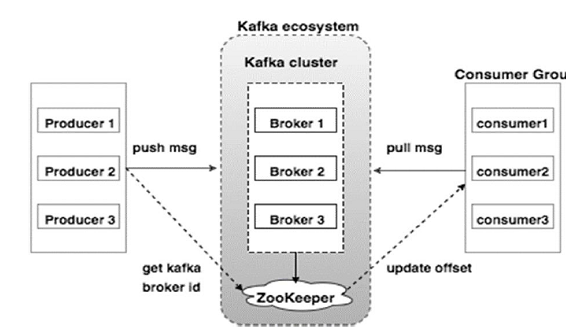 Kafka ecosystem
Kafka cluster
Consumer Grou
Producer 1
Producer 2
Producer 3
push msg
Broker 1
Broker 2
Broker 3
pull msg
consumer1
consumer2
consumer3
get kafka
broker id
ZooKeeper
update offset